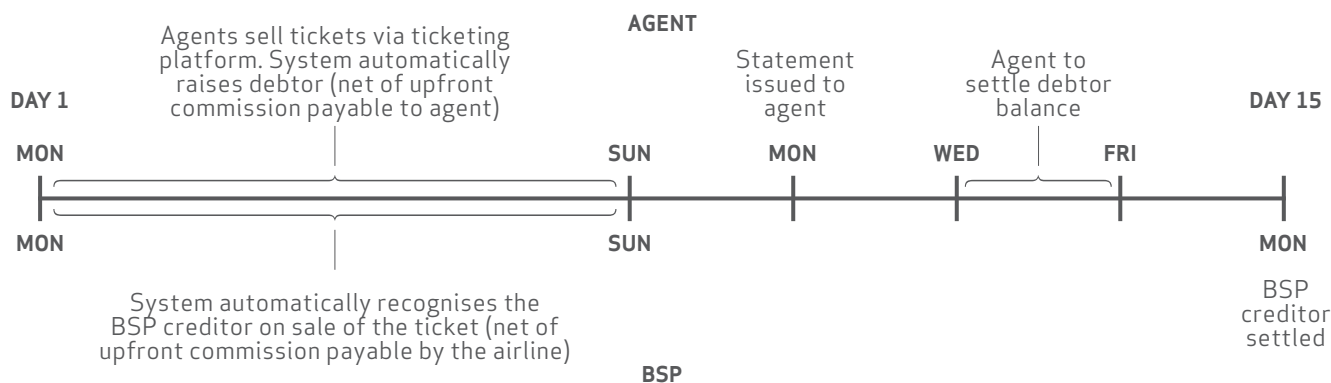 AGENT
Agents sell tickets via ticketing
platform. System automatically
raises debtor (net of upfront
commission payable to agent)
Statement
issued to
agent
Agent to
settle debtor
balance
DAY 1
DAY 15
MON
SUN
MON
WED
FRI
MON
SUN
MON
System automatically recognises the
BSP creditor on sale of the ticket (net of
upfront commission payable by the airline)
BSP
creditor
settled
BSP